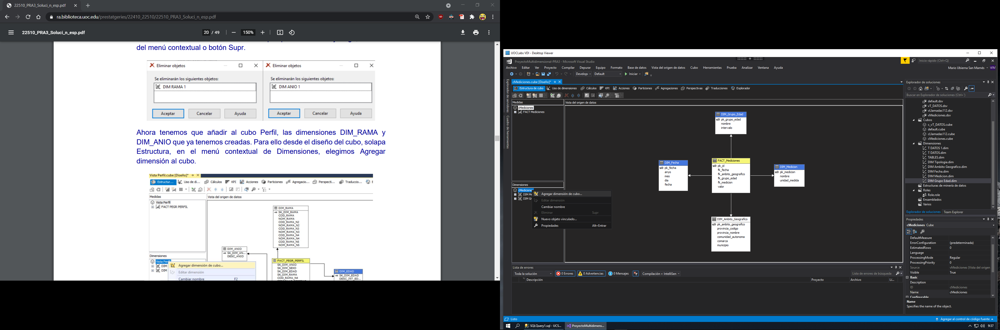 22510_PRA3_Soluci_n_esp.pdf
ra.biblioteca.uoc.edu/prestatgeries/22410_22510/22510_PRA3_Soluci_n_esp.pdf
22510_PRA3_Soluci_n_esp.pdf
20 / 49
150%
del menú contextual o botón Supr.
Eliminar objetos
Se eliminarán los siguientes objetos:
DIM RAMA 1
Aceptar
Cancelar
Ayuda
Eliminar objetos
Se eliminarán los siguientes objetos:
DIM ANIO 1
Aceptar
Cancelar
Ayuda
Ahora tenemos que añadir al cubo Perfil, las dimensiones DIM_RAMA y
DIM_ANIO que ya tenemos creadas. Para ello desde el diseño del cubo, solapa
Estructura, en el menú contextual de Dimensiones, elegimos Agregar
dimensión al cubo.
Vista Perfil.cube [Diseño]*
Estructur... Uso de di... Cálculos KPI Acciones Particiones Agregacio... Perspecti... Traduccio...
Medidas
Vista Perfil
FACT PEGR PERFIL
Vista del origen de datos
DIM_RAMA
SK_DIM_RAMA
COD_RAMA
NOM_RAMA
COD_RAMA_N2
NOM_RAMA_N2
COD_RAMA_N3
NOM_RAMA_N3
COD_RAMA_N4
NOM_RAMA_N4
COD_RAMA_N5
NOM_RAMA_N5
DIM_ANIO
SK_DIM_AN...
DESC_ANIO
FACT_PEGR_PERFIL
SK_DIM_ANIO
SK_DIM_SEXO
SK_DIM_EDAD
SK_DIM_RAMA
COD_RAMA_N4
DIM_EDAD
SK_DIM_EDAD
DESC_INT_ED...
Dimensiones
Vista Perf
DIM
DIM
Agregar dimensión de cubo...
Editar dimensión
Cambiar nombre F2
UOCLabs VDI - Desktop Viewer
ProyectoMultidimensional-PRA3 - Microsoft Visual Studio
Inicio rápido (Ctrl+Q)
Archivo Editar Ver Proyecto Compilar Depurar Equipo Formato Base de datos Vista del origen de datos Cubo Herramientas Prueba Analizar Ventana Ayuda
Mario Ubierna San Mamés VM
Developi Default Iniciar
Explorador de servidores
Cuadro de herramientas
cMediciones.cube [Diseño]*
Estructura de cubo Uso de dimensiones Cálculos KPI Acciones Particiones Agregaciones Perspectivas Traducciones Explorador
Medidas
cMediciones
FACT Mediciones
Dimensiones
cMediciones
DIM Me
DIM Gr
Agregar dimensión de cubo...
Editar dimensión
Cambiar nombre
Eliminar Supr
Nuevo objeto vinculado...
Propiedades Alt+Entrar
Vista del origen de datos
DIM_Grupo_Edad
pk_grupo_edad
nombre
intervalo
DIM_Fecha
pk_fecha
anyo
mes
dia
fecha
FACT_Mediciones
pk_id
fk_fecha
fk_ambito_geografico
fk_grupo_edad
fk_medicion
valor
DIM_Medicion
pk_medicion
nombre
unidad_medida
DIM_Ambito_Geografico
pk_ambito_geografico
provincia_codigo
provincia_nombre
comunidad_autonoma
comarca
municipio
Lista de errores
Toda la solución
0 Errores
0 Advertencias
0 Mensajes
Compilación + IntelliSen
Lista de errores de búsqueda
Descripción Proyecto Archivo Lí...
Explorador de soluciones
Buscar en Explorador de soluciones (Ctrl+¨)
default.dsv
vT_DATOS.dsv
vLlamadas112.dsv
vMediciones.dsv
Cubos
c_vT_DATOS.cube
default.cube
cLlamadas112.cube
cMediciones.cube
Dimensiones
T DATOS 1.dim
T DATOS.dim
TABLES.dim
DIM Tipologia.dim
DIM Ambito Geografico.dim
DIM Fecha.dim
DIM Medicion.dim
DIM Grupo Edad.dim
Estructuras de minería de datos
Roles
Role.role
Ensamblados
Varios
Explorador de soluciones Team Explorer
Propiedades
cMediciones Cube
DefaultMeasure
ErrorConfiguration (predeterminada)
EstimatedRows 0
Language
ProcessingMode Regular
ProcessingPriority 0
Source vMediciones (Vista del origen
Visible True
Basic
Description
ID cMediciones
Name cMediciones
Configurable
Name
Specifies the name of the object.
Listo
Agregar al control de código fuente
SQLQuery1.sql - UCS...
ProyectoMultidimens...
9:37